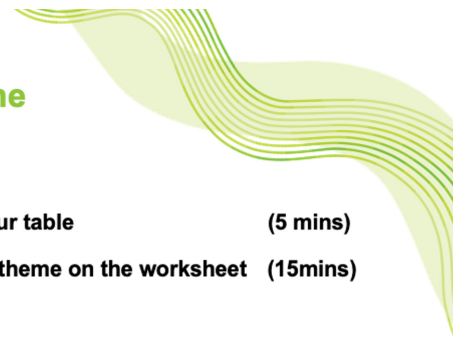 ne
ur table (5 mins)
theme on the worksheet (15mins)